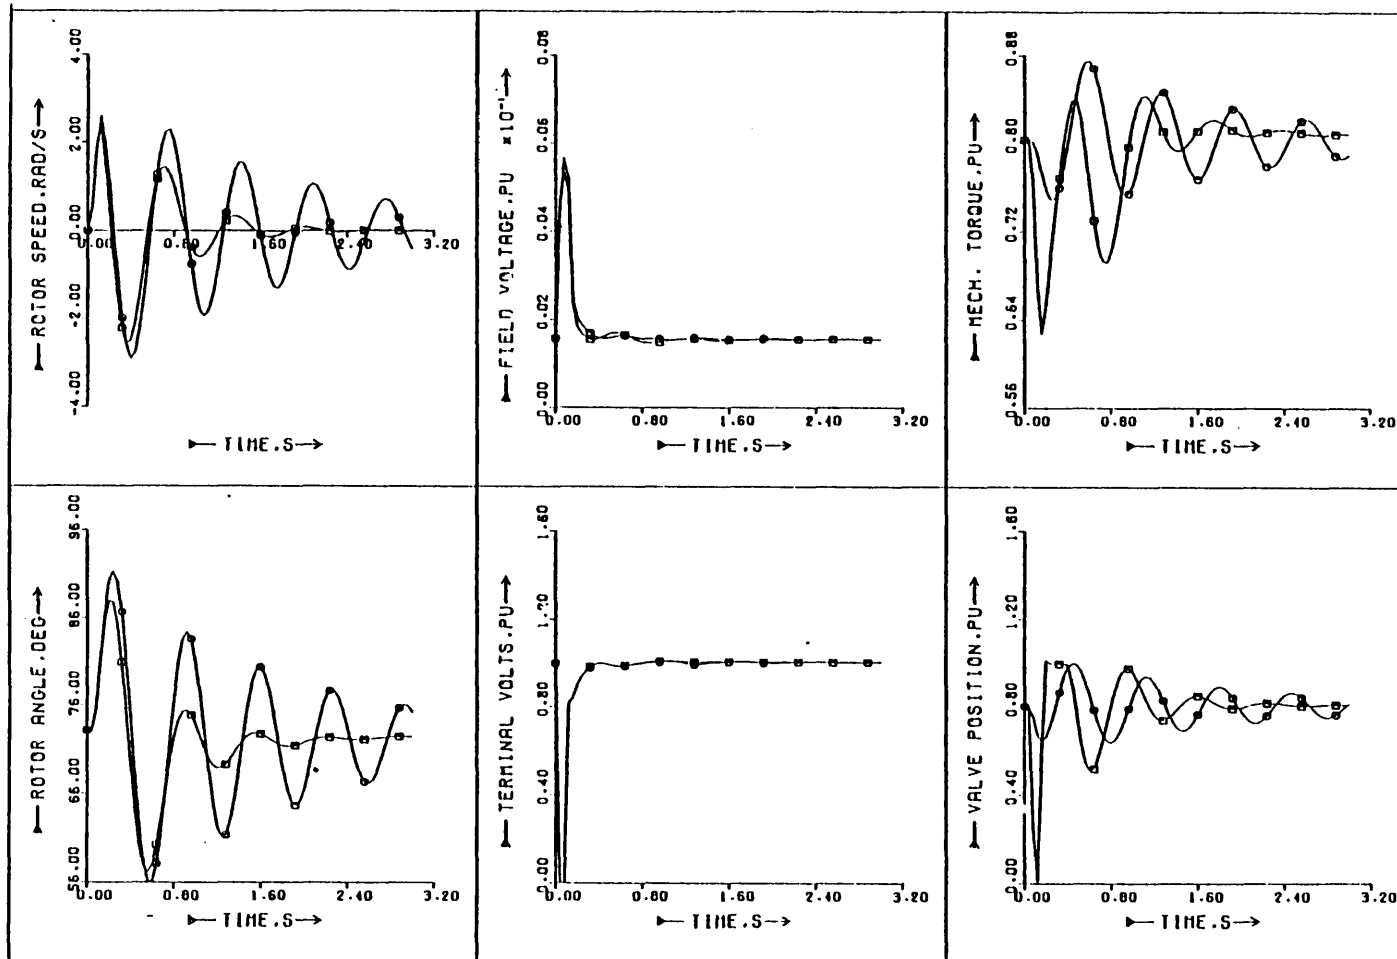 ROTOR SPEED.RAD/S
4.00
2.00
0.00
-2.00
-4.00
0.00 0.80 1.60 2.40 3.20
TIME.S
FIELD VOLTAGE.PU ×10⁻¹
0.08
0.06
0.04
0.02
0.00
0.00 0.80 1.60 2.40 3.20
TIME.S
MECH. TORQUE.PU
0.88
0.80
0.72
0.64
0.56
0.00 0.80 1.60 2.40 3.20
TIME.S
ROTOR ANGLE.DEG
96.00
86.00
76.00
66.00
56.00
0.00 0.80 1.60 2.40 3.20
TIME.S
TERMINAL VOLTS.PU
1.60
1.20
0.80
0.40
0.00
0.00 0.80 1.60 2.40 3.20
TIME.S
VALVE POSITION.PU
1.60
1.20
0.80
0.40
0.00
0.00 0.80 1.60 2.40 3.20
TIME.S